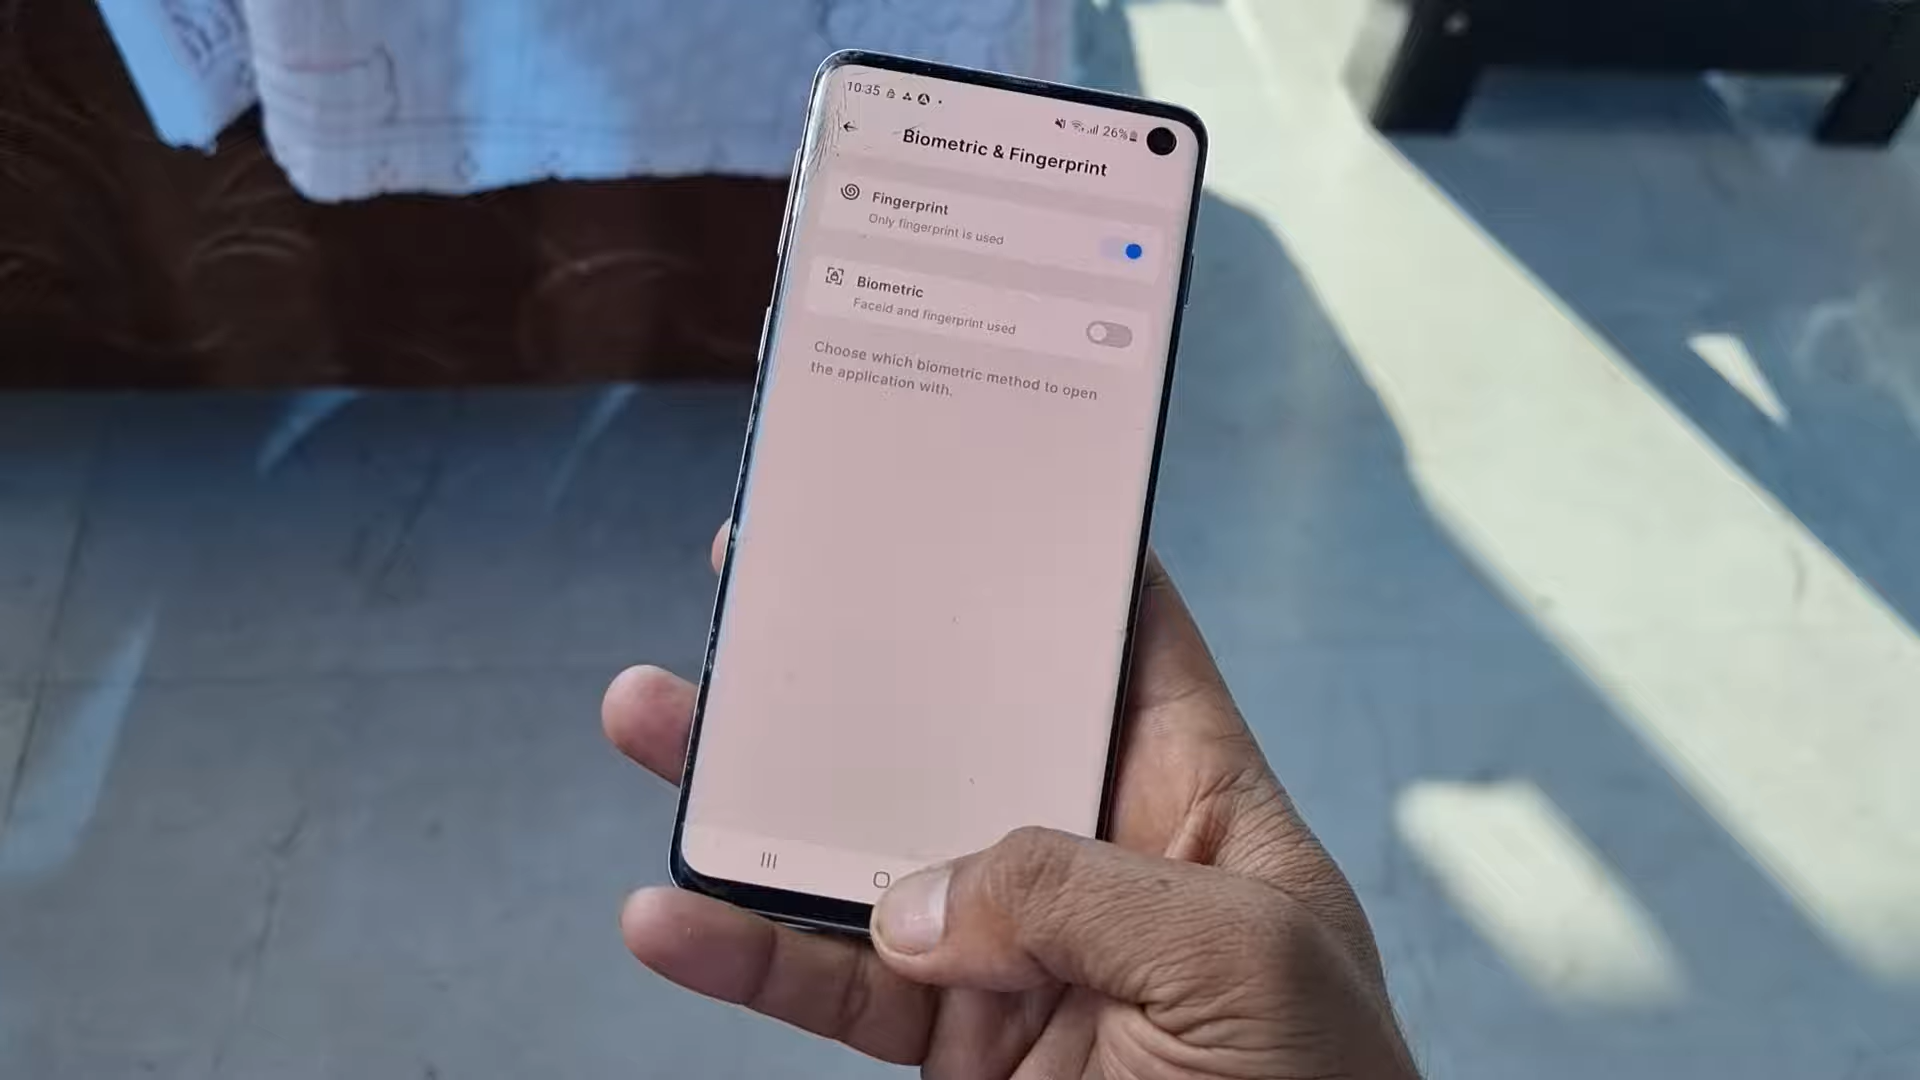 10:35
26%
Biometric & Fingerprint
Fingerprint
Only fingerprint is used
Biometric
Faceid and fingerprint used
Choose which biometric method to open
the application with.